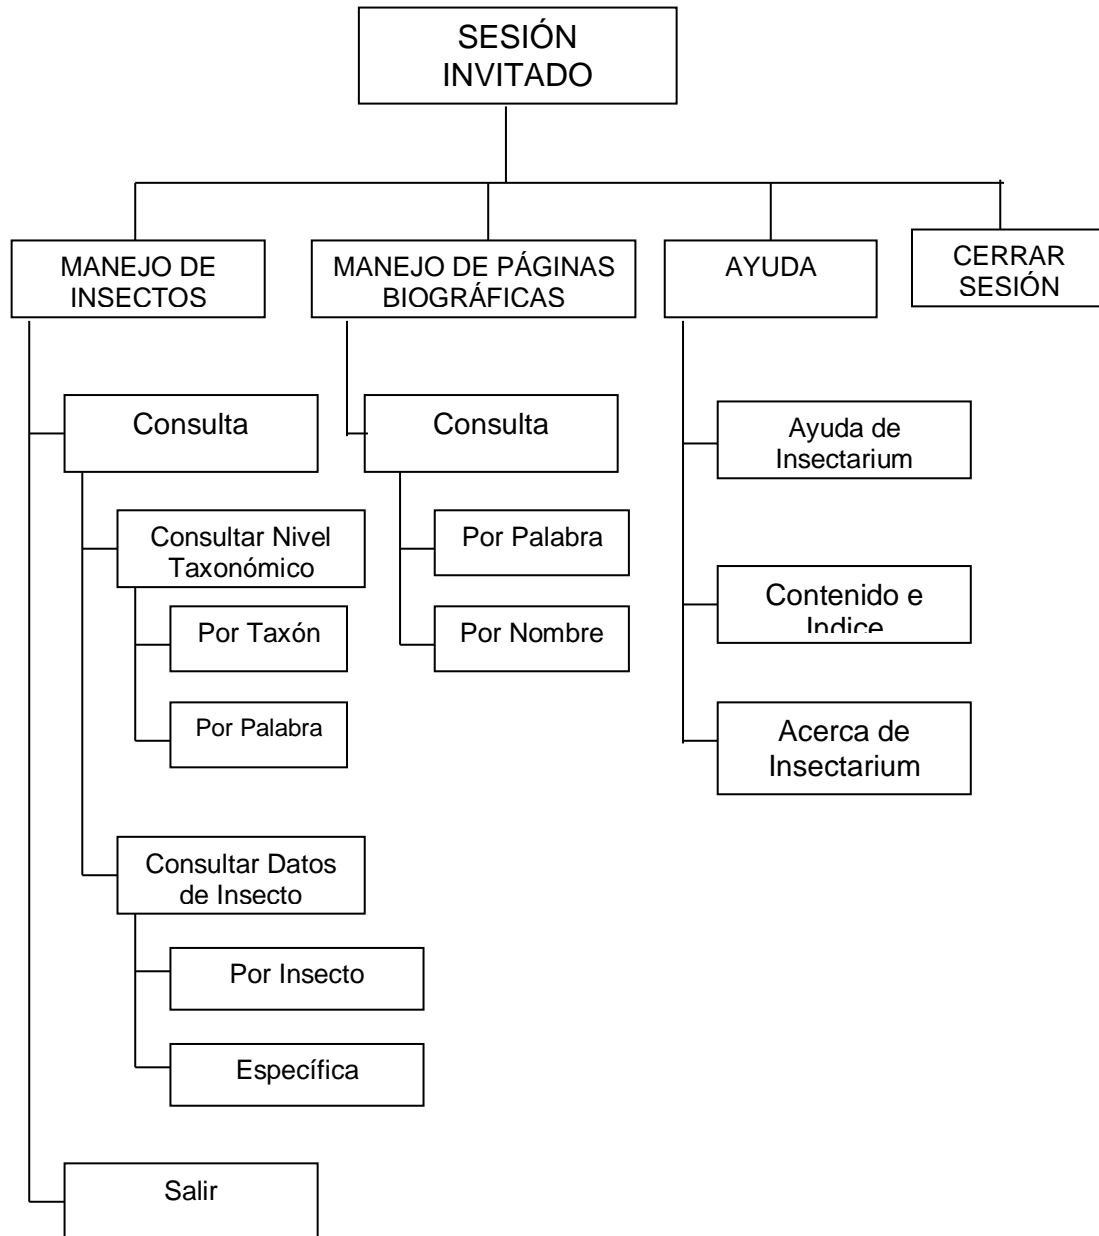 SESIÓN
INVITADO
MANEJO DE
INSECTOS
MANEJO DE PÁGINAS
BIOGRÁFICAS
AYUDA
CERRAR
SESIÓN
Consulta
Consultar Nivel
Taxonómico
Por Taxón
Por Palabra
Consultar Datos
de Insecto
Por Insecto
Específica
Salir
Consulta
Por Palabra
Por Nombre
Ayuda de
Insectarium
Contenido e
Indice
Acerca de
Insectarium